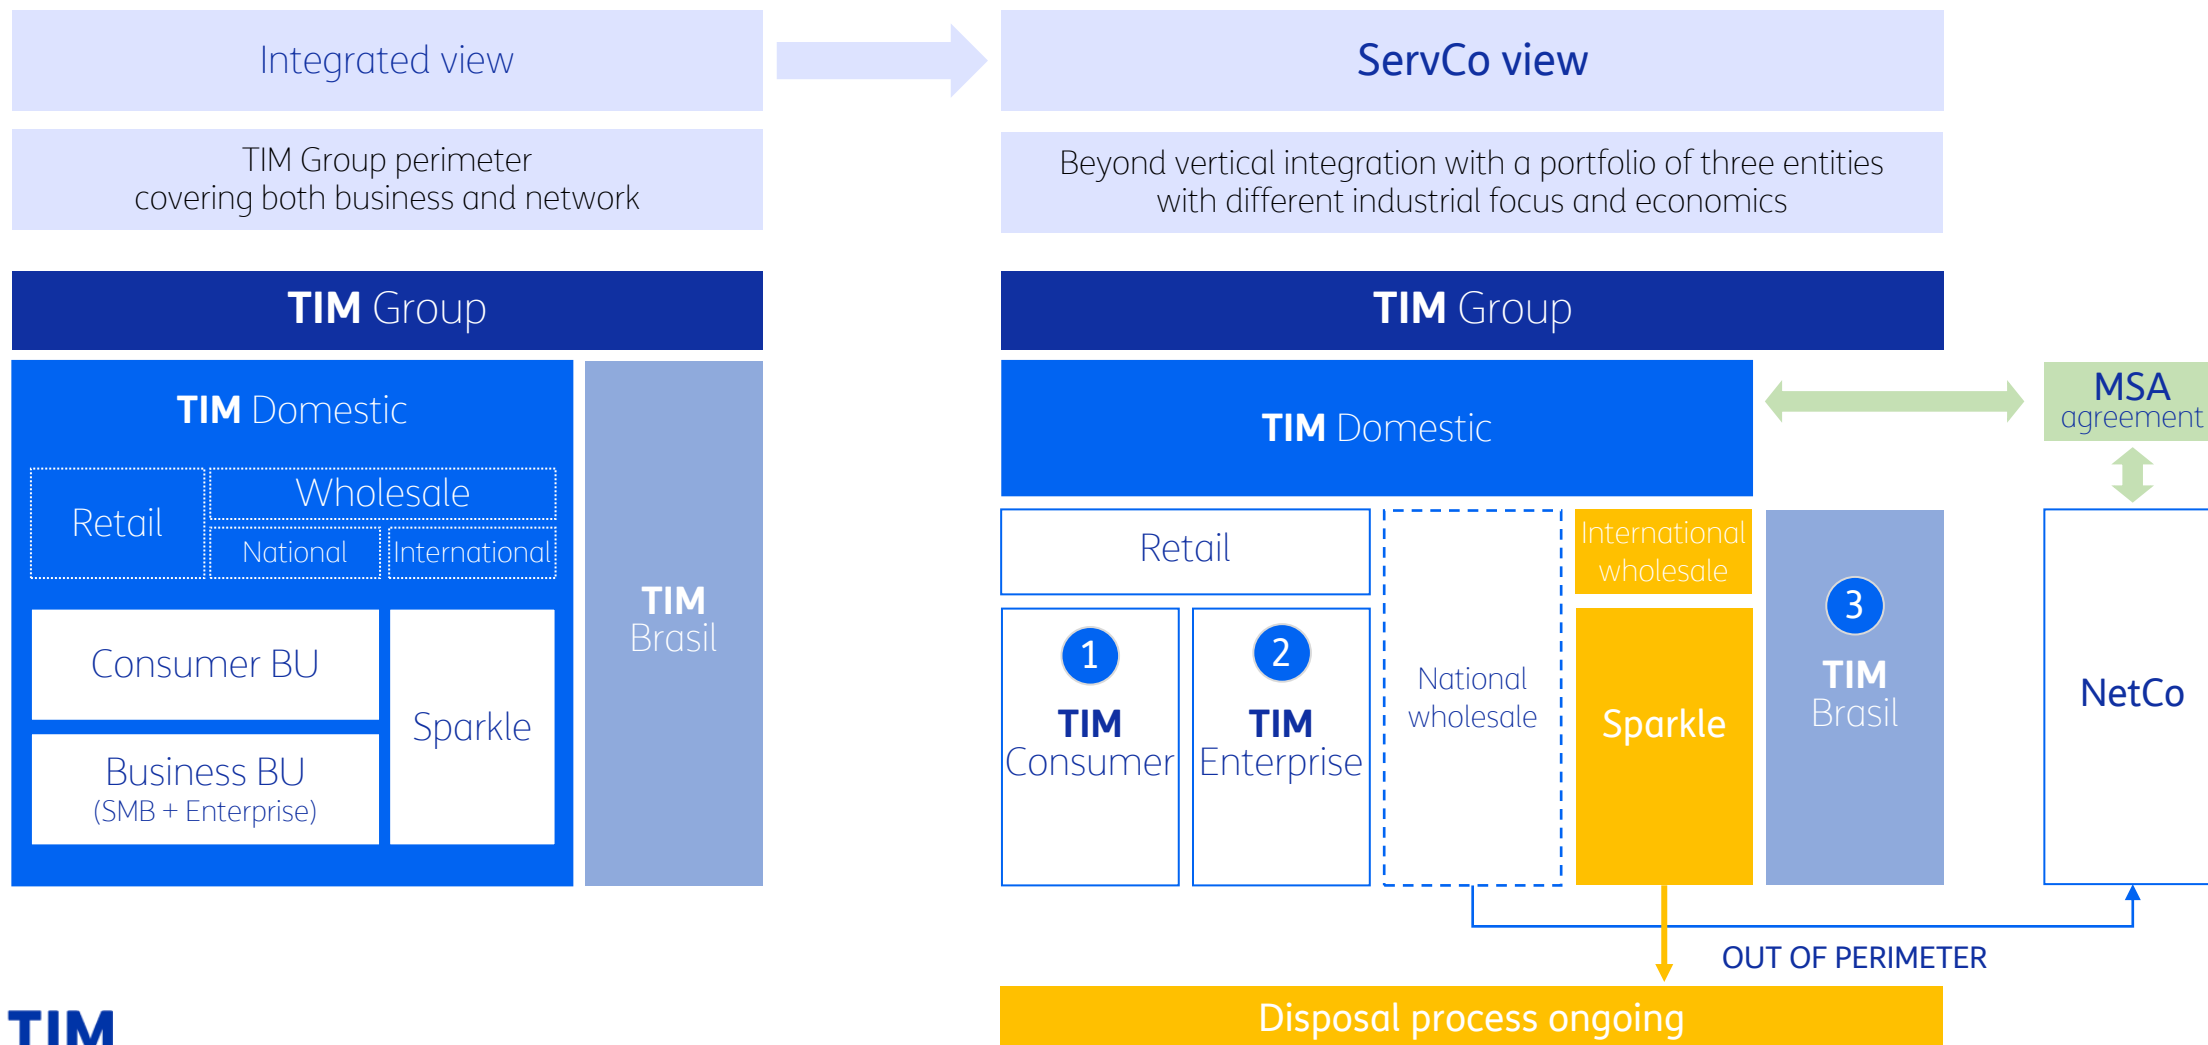 Integrated view
TIM Group perimeter
covering both business and network
TIM Group
TIM Domestic
Retail
Wholesale
National
International
Consumer BU
Business BU
(SMB + Enterprise)
Sparkle
TIM
Brasil
ServCo view
Beyond vertical integration with a portfolio of three entities
with different industrial focus and economics
TIM Group
TIM Domestic
MSA
agreement
Retail
1
TIM
Consumer
2
TIM
Enterprise
National
wholesale
International
wholesale
Sparkle
3
TIM
Brasil
NetCo
OUT OF PERIMETER
Disposal process ongoing
TIM